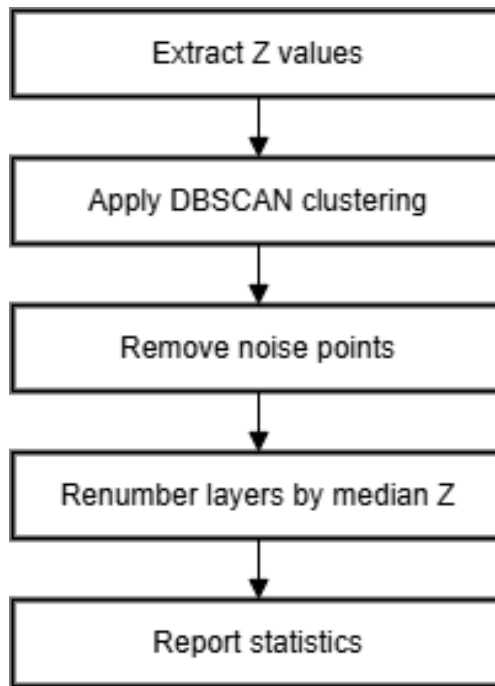 Extract Z values
Apply DBSCAN clustering
Remove noise points
Renumber layers by median Z
Report statistics